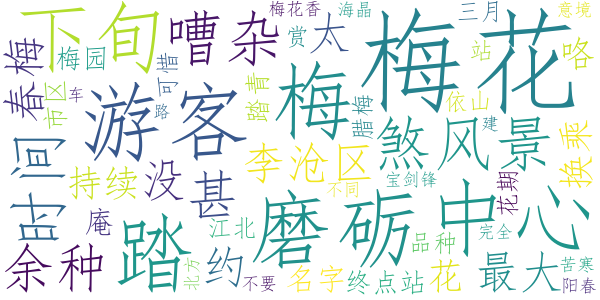 下旬
嘈杂
梅花香
海晶
三月
意境
春梅
梅园
可惜
赏
太
梅
梅花
站
咯
市区
车
游客
路
踏青
腊梅
依山
建
煞风景
换乘
时间
持续
没
甚
李沧区
不同
宝剑锋
花期
庵
踏
江北
磨砺
中心
品种
完全
余种
北方
约
不要
名字
终点站
花
最大
苦寒
阳春